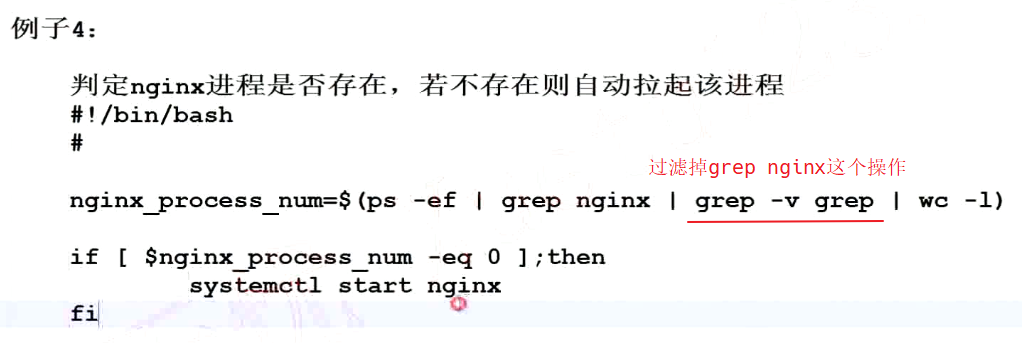 例子4：
判定nginx进程是否存在，若不存在则自动拉起该进程
#!/bin/bash
#
过滤掉grep nginx这个操作
nginx_process_num=$(ps -ef | grep nginx | grep -v grep | wc -l)
if [ $nginx_process_num -eq 0 ];then
systemctl start nginx
fi